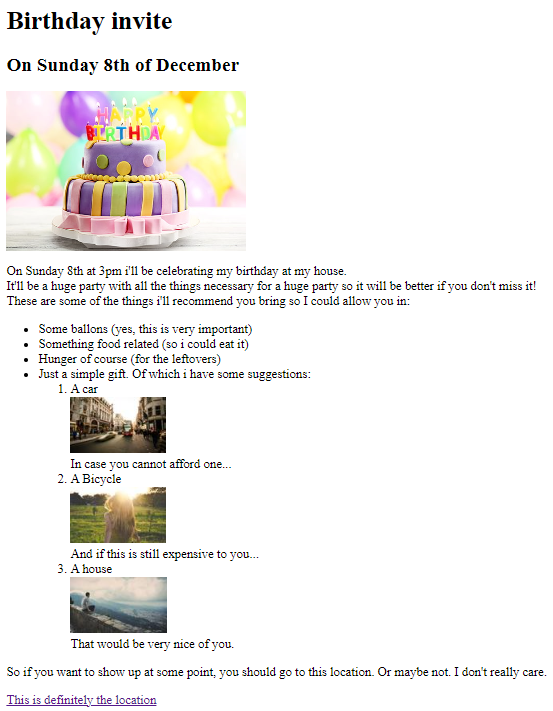 Birthday invite
On Sunday 8th of December
HAPPY
BIRTHDAY
On Sunday 8th at 3pm i'll be celebrating my birthday at my house.
It'll be a huge party with all the things necessary for a huge party so it will be better if you don't miss it!
These are some of the things i'll recommend you bring so I could allow you in:
Some ballons (yes, this is very important)
Something food related (so i could eat it)
Hunger of course (for the leftovers)
Just a simple gift. Of which i have some suggestions:
1. A car
In case you cannot afford one...
2. A Bicycle
And if this is still expensive to you...
3. A house
That would be very nice of you.
So if you want to show up at some point, you should go to this location. Or maybe not. I don't really care.
This is definitely the location